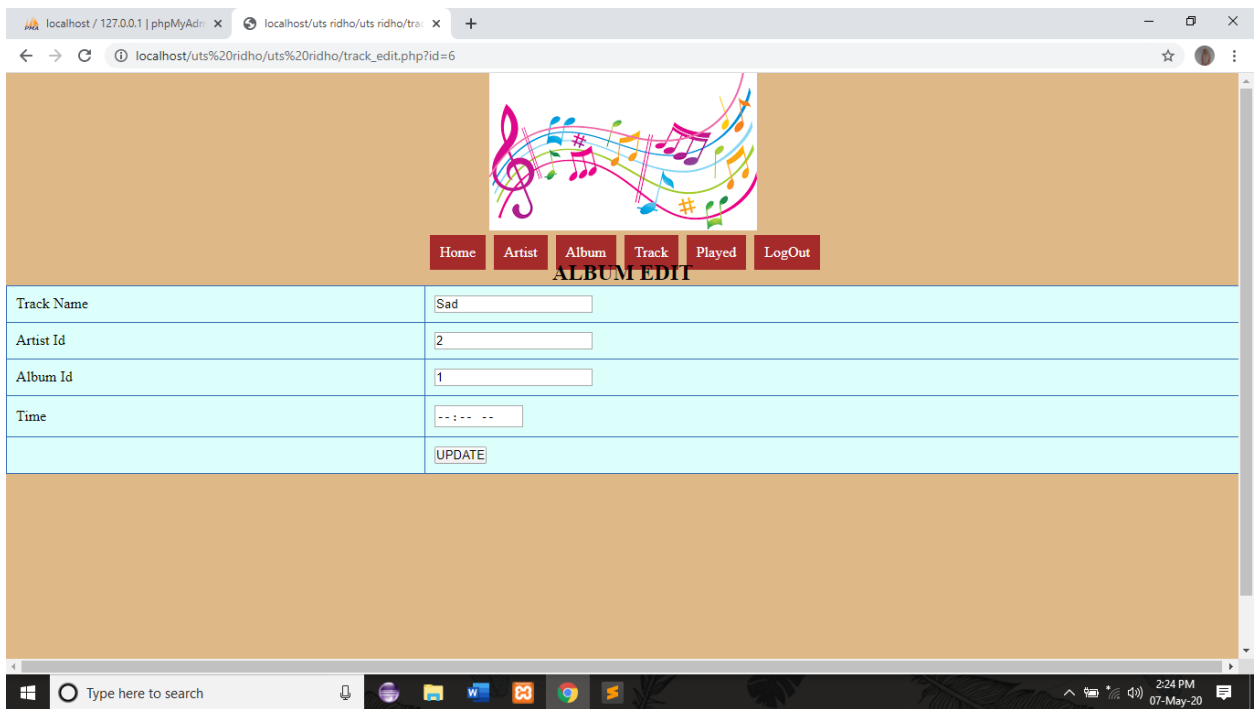 localhost / 127.0.0.1 | phpMyAdm
localhost/uts ridho/uts ridho/trac
localhost/uts%20ridho/uts%20ridho/track_edit.php?id=6
Home Artist Album Track Played LogOut
ALBUM EDIT
Track Name Sad
Artist Id 2
Album Id 1
Time --:-- --
UPDATE
Type here to search
2:24 PM
07-May-20